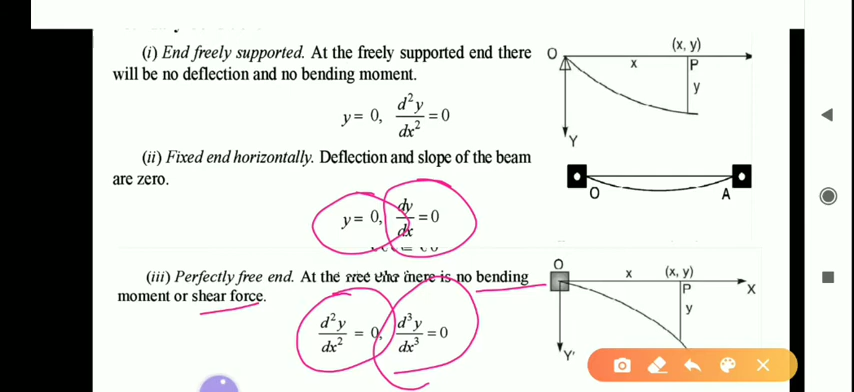 (i) End freely supported. At the freely supported end there
will be no deflection and no bending moment.
y = 0, d²y/dx² = 0
(ii) Fixed end horizontally. Deflection and slope of the beam
are zero.
y = 0, dy/dx = 0
(iii) Perfectly free end. At the free end there is no bending
moment or shear force.
d²y/dx² = 0, d³y/dx³ = 0
O (x, y)
x P
y
Y
O A
O x (x, y)
P X
y
Y'